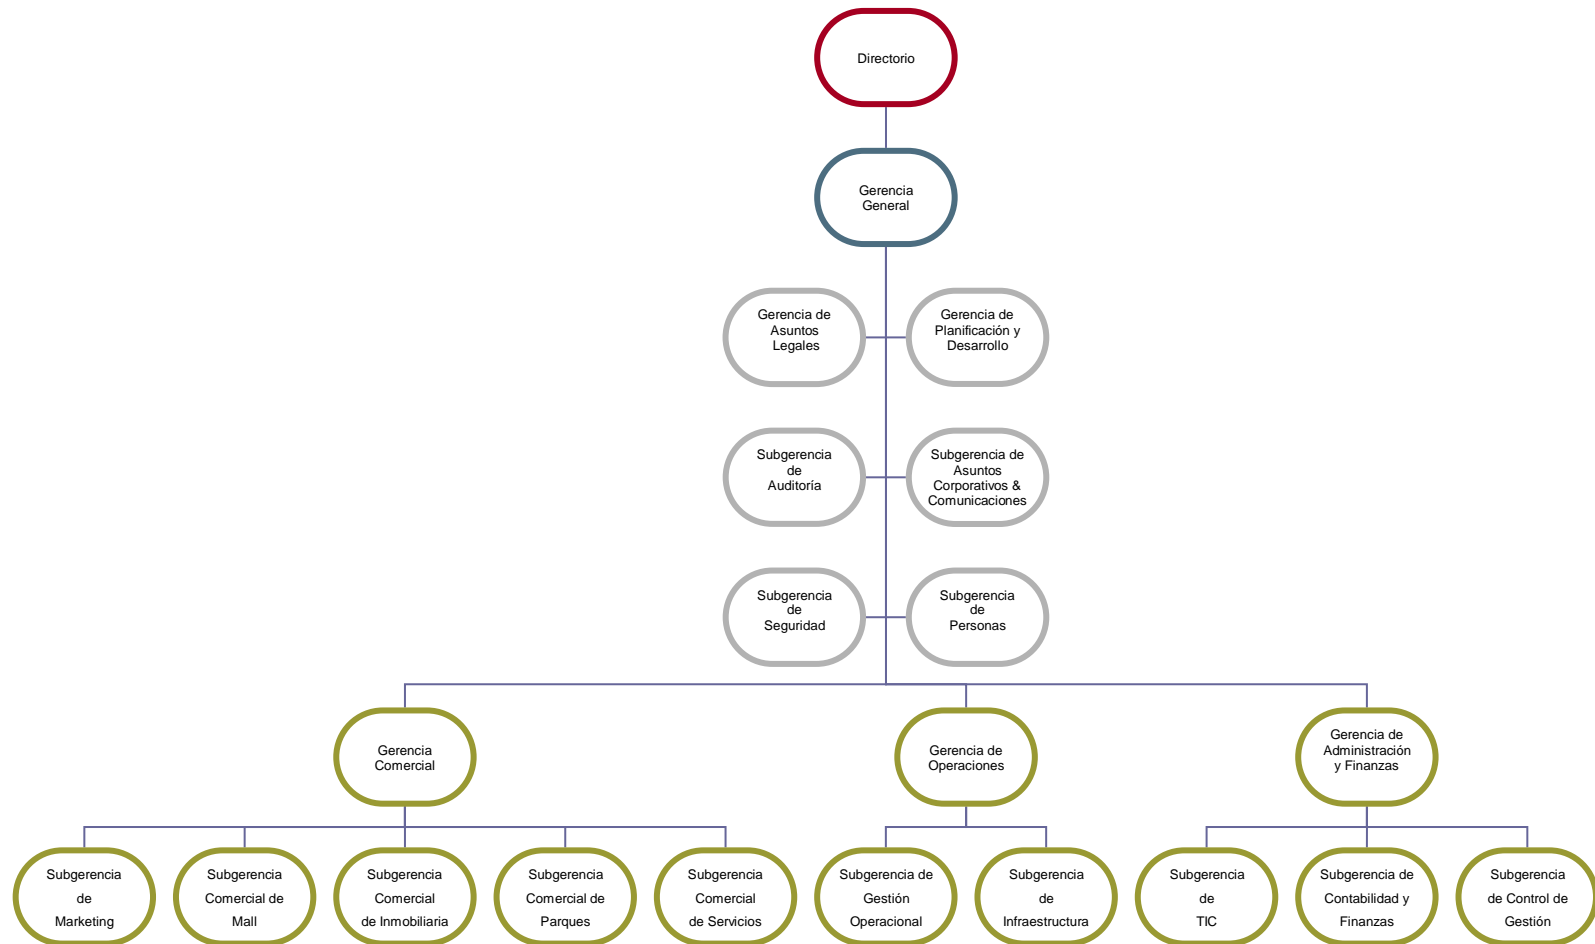 Directorio
Gerencia
General
Gerencia de
Asuntos
Legales
Gerencia de
Planificación y
Desarrollo
Subgerencia
de
Auditoría
Subgerencia de
Asuntos
Corporativos &
Comunicaciones
Subgerencia
de
Seguridad
Subgerencia
de
Personas
Gerencia
Comercial
Gerencia de
Operaciones
Gerencia de
Administración
y Finanzas
Subgerencia
de
Marketing
Subgerencia
Comercial de
Mall
Subgerencia
Comercial
de Inmobiliaria
Subgerencia
Comercial de
Parques
Subgerencia
Comercial
de Servicios
Subgerencia de
Gestión
Operacional
Subgerencia
de
Infraestructura
Subgerencia
de
TIC
Subgerencia de
Contabilidad y
Finanzas
Subgerencia
de Control de
Gestión